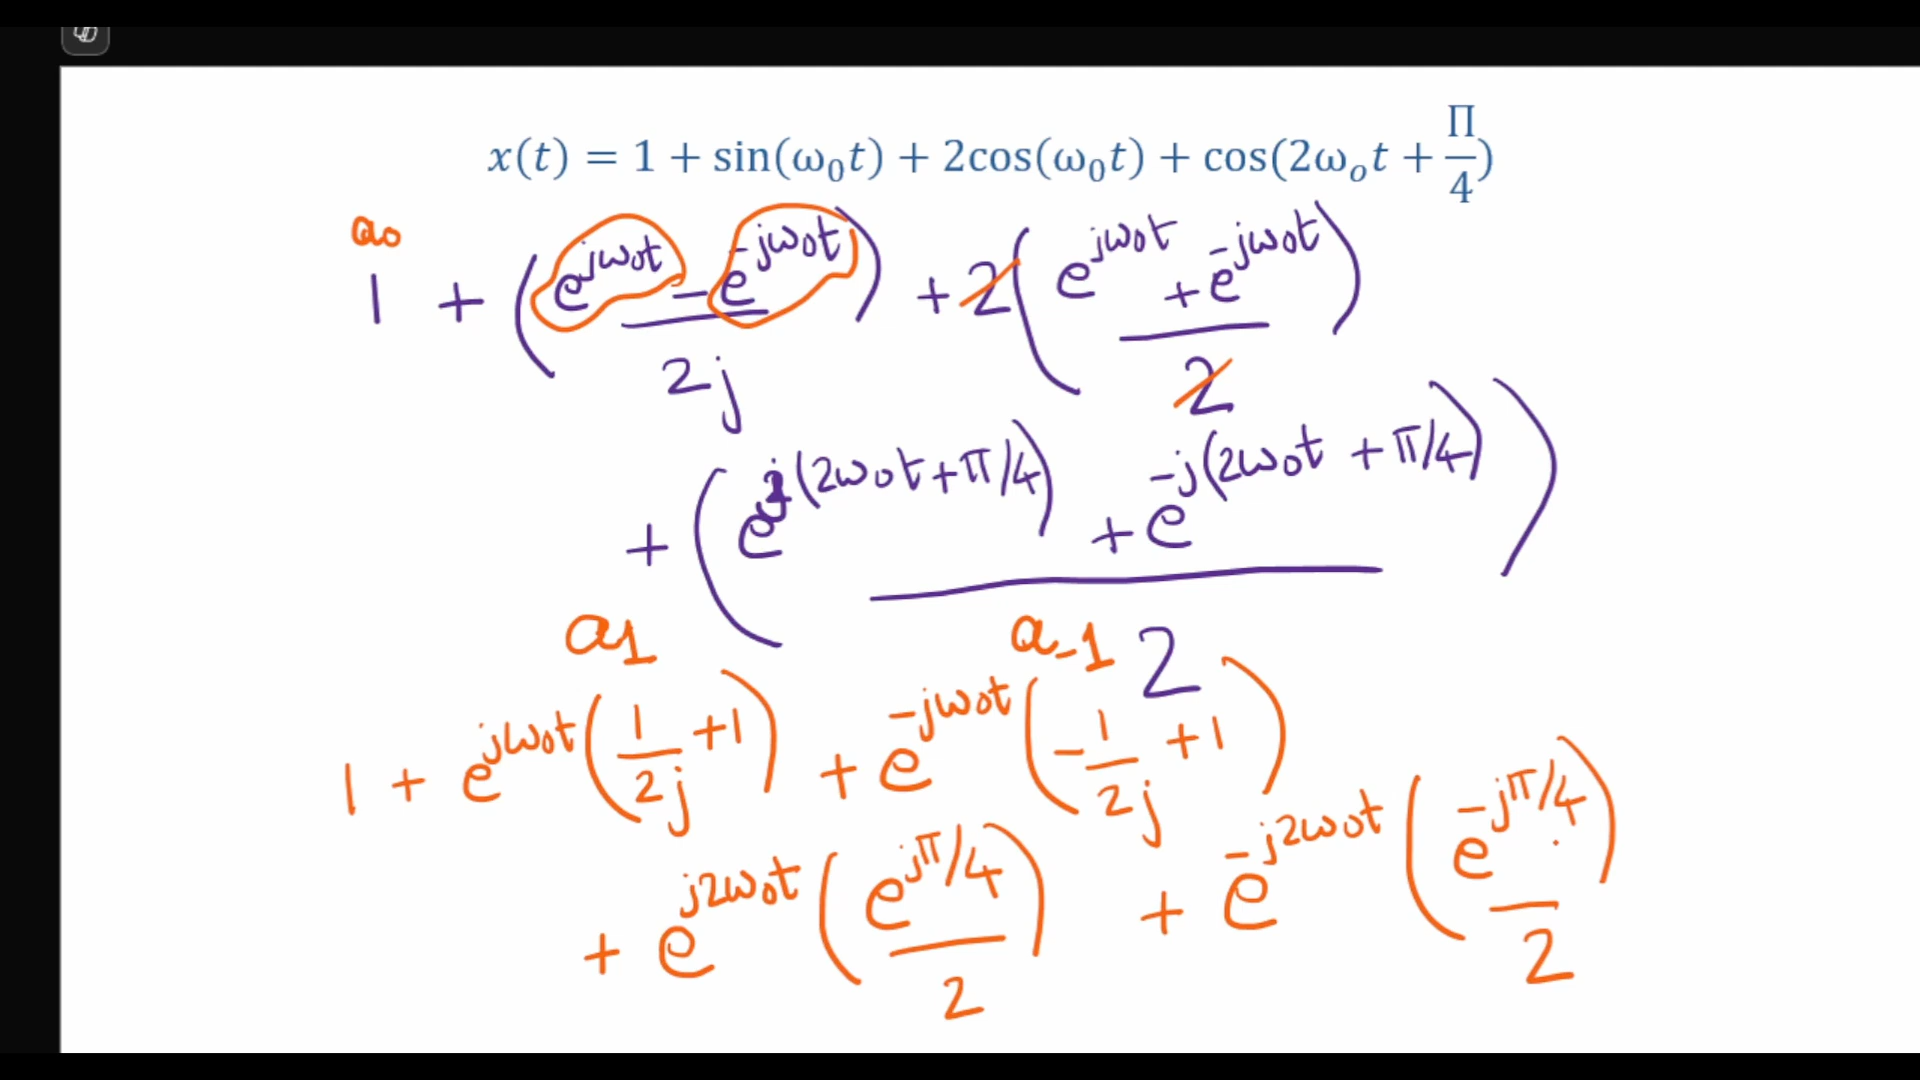 x(t) = 1 + sin(ω₀t) + 2cos(ω₀t) + cos(2ωₒt + Π/4)
a₀
1 + ((e^{jω₀t} − e^{-jω₀t})/2j) + 2((e^{jω₀t} + e^{-jω₀t})/2)
+ ((e^{j(2ω₀t+π/4)} + e^{-j(2ω₀t+π/4)})/2)
a₁ a₋₁
1 + e^{jω₀t}(1/2j + 1) + e^{-jω₀t}(-1/2j + 1)
+ e^{j2ω₀t}(e^{jπ/4}/2) + e^{-j2ω₀t}(e^{-jπ/4}/2)